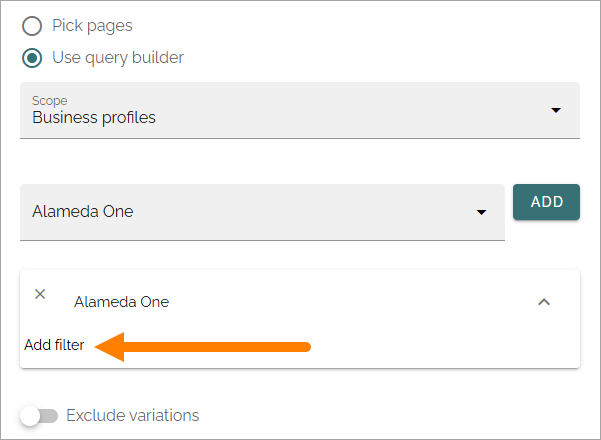 Pick pages
Use query builder
Scope
Business profiles
Alameda One
ADD
Alameda One
Add filter
Exclude variations